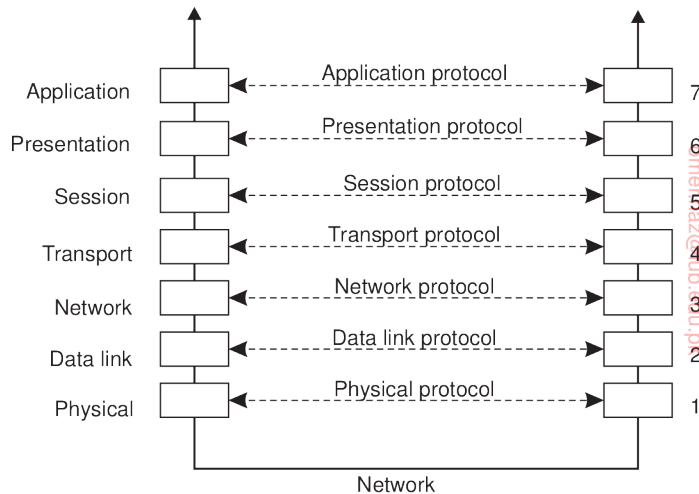 Application Application protocol 7
Presentation Presentation protocol 6
Session Session protocol 5
Transport Transport protocol 4
Network Network protocol 3
Data link Data link protocol 2
Physical Physical protocol 1
Network